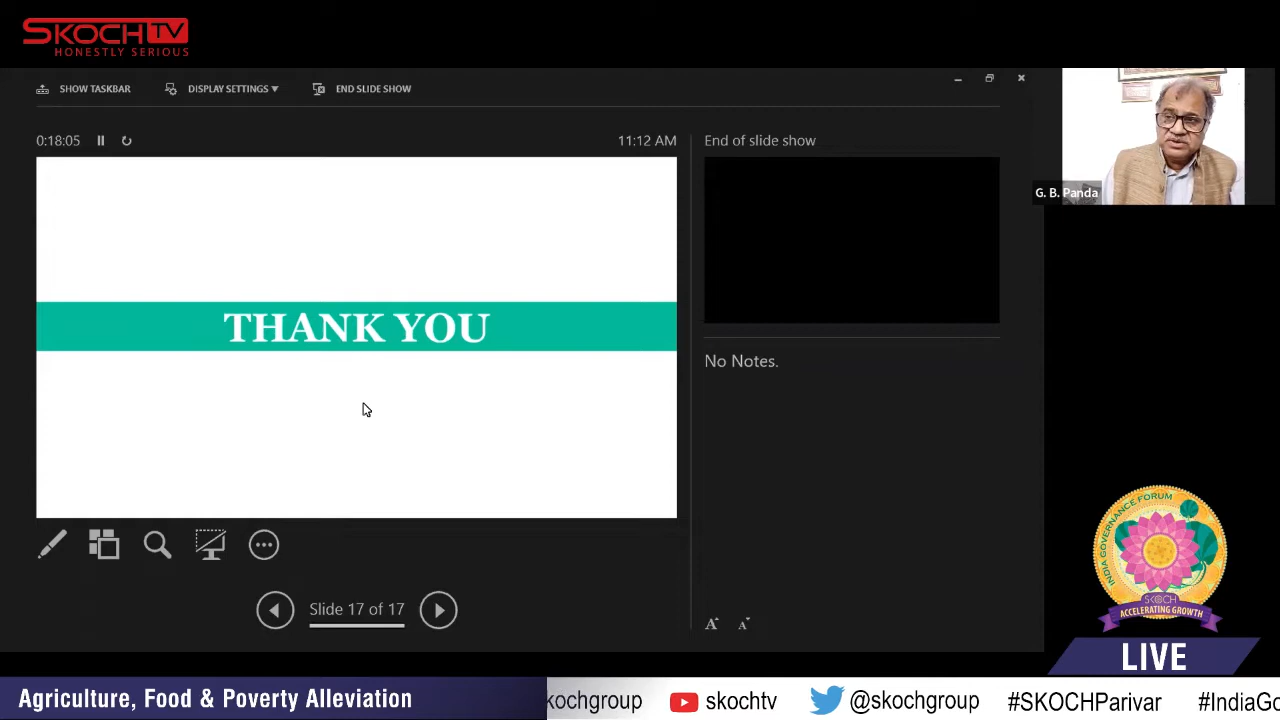 SKOCH TV
HONESTLY SERIOUS
SHOW TASKBAR
DISPLAY SETTINGS
END SLIDE SHOW
0:18:05
11:12 AM
End of slide show
G. B. Panda
THANK YOU
No Notes.
Slide 17 of 17
A A
INDIA GOVERNANCE FORUM
SKOCH
ACCELERATING GROWTH
LIVE
Agriculture, Food & Poverty Alleviation
kochgroup skochtv @skochgroup #SKOCHParivar #IndiaGo